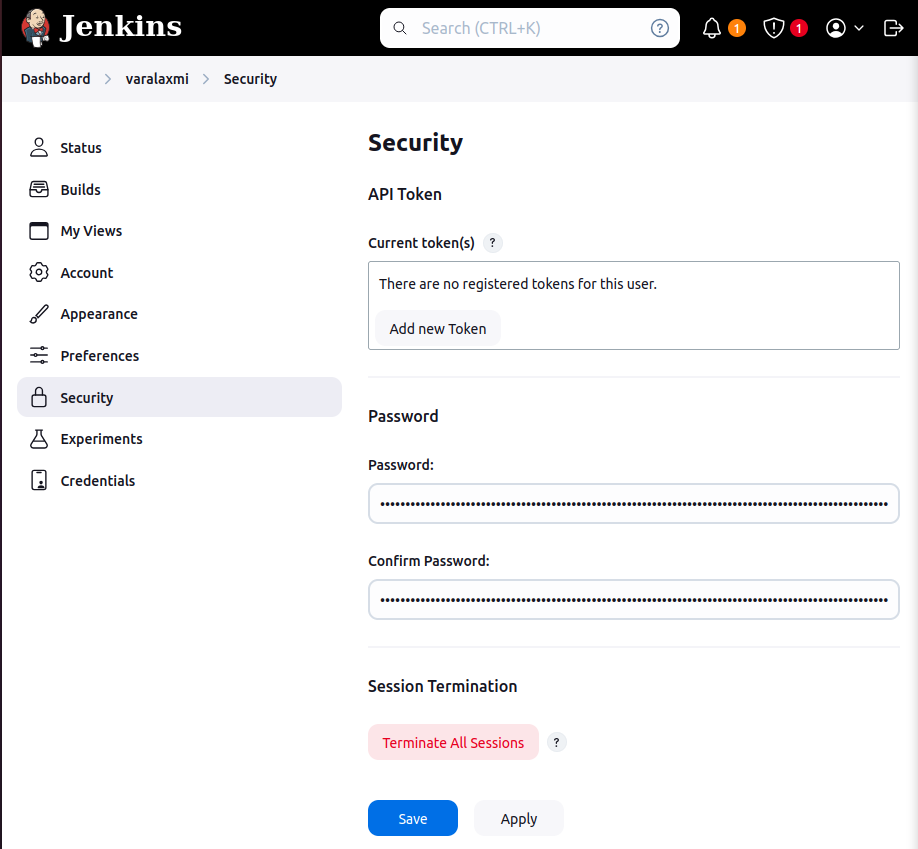 Jenkins
Search (CTRL+K)
?
1
1
Dashboard > varalaxmi > Security
Status
Builds
My Views
Account
Appearance
Preferences
Security
Experiments
Credentials
Security
API Token
Current token(s) ?
There are no registered tokens for this user.
Add new Token
Password
Password:
Confirm Password:
Session Termination
Terminate All Sessions ?
Save
Apply